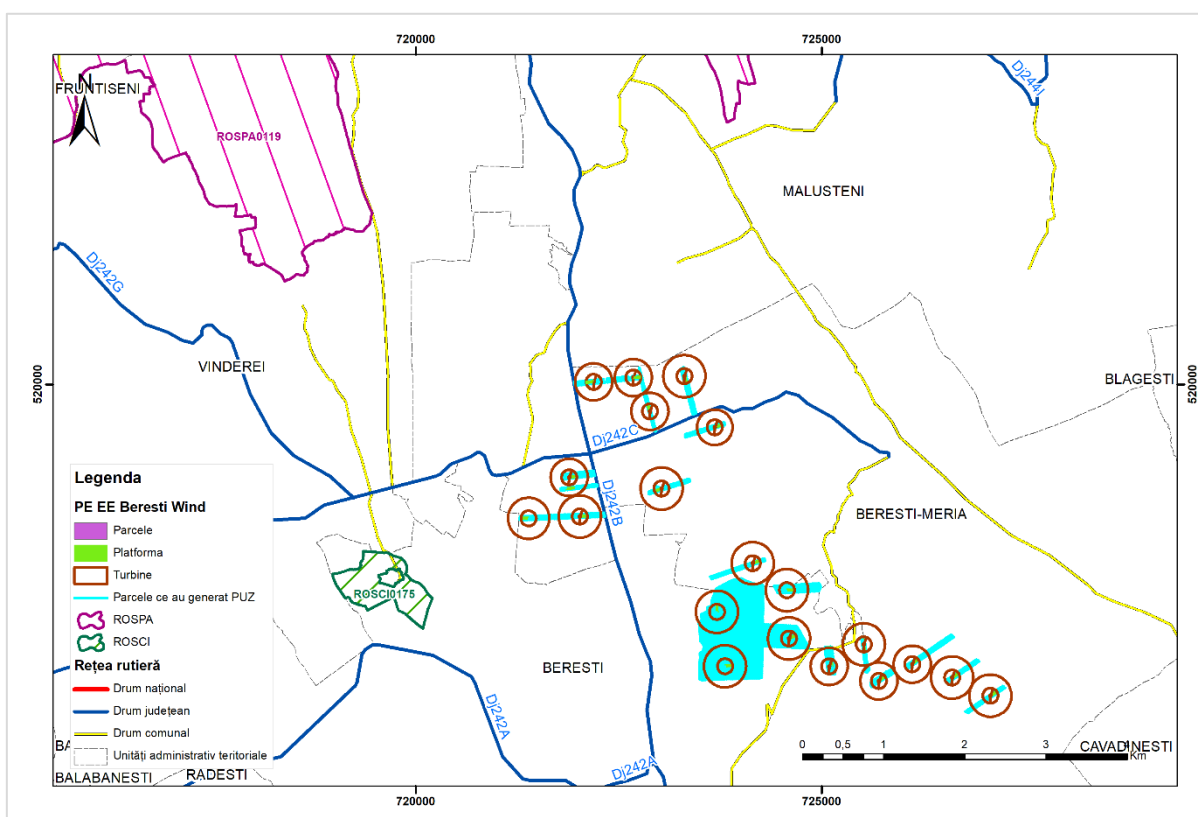 720000
725000
N
FRUNTISENI
ROSPA0119
Dj244I
MALUSTENI
Dj242G
VINDEREI
520000
520000
BLAGESTI
Dj242C
Dj242B
BERESTI-MERIA
ROSCI0175
BERESTI
Dj242A
Dj242A
CAVADINESTI
BA
BALABANESTI
RADESTI
Legenda
PE EE Beresti Wind
Parcele
Platforma
Turbine
Parcele ce au generat PUZ
ROSPA
ROSCI
Rețea rutieră
Drum național
Drum județean
Drum comunal
Unități administrativ teritoriale
0 0,5 1 2 3 4
Km
720000
725000